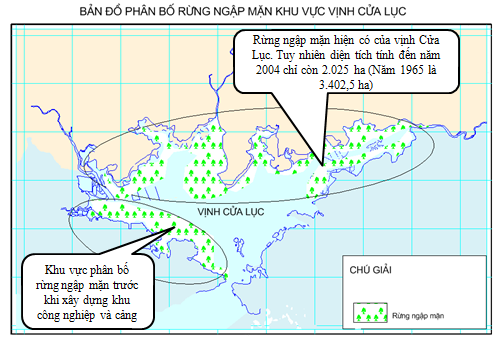 BẢN ĐỒ PHÂN BỐ RỪNG NGẬP MẶN KHU VỰC VỊNH CỬA LỤC
Rừng ngập mặn hiện có của vịnh Cửa
Lục. Tuy nhiên diện tích tính đến năm
2004 chỉ còn 2.025 ha (Năm 1965 là
3.402,5 ha)
VỊNH CỬA LỤC
Khu vực phân bố
rừng ngập mặn trước
khi xây dựng khu
công nghiệp và cảng
CHÚ GIẢI
Rừng ngập mặn